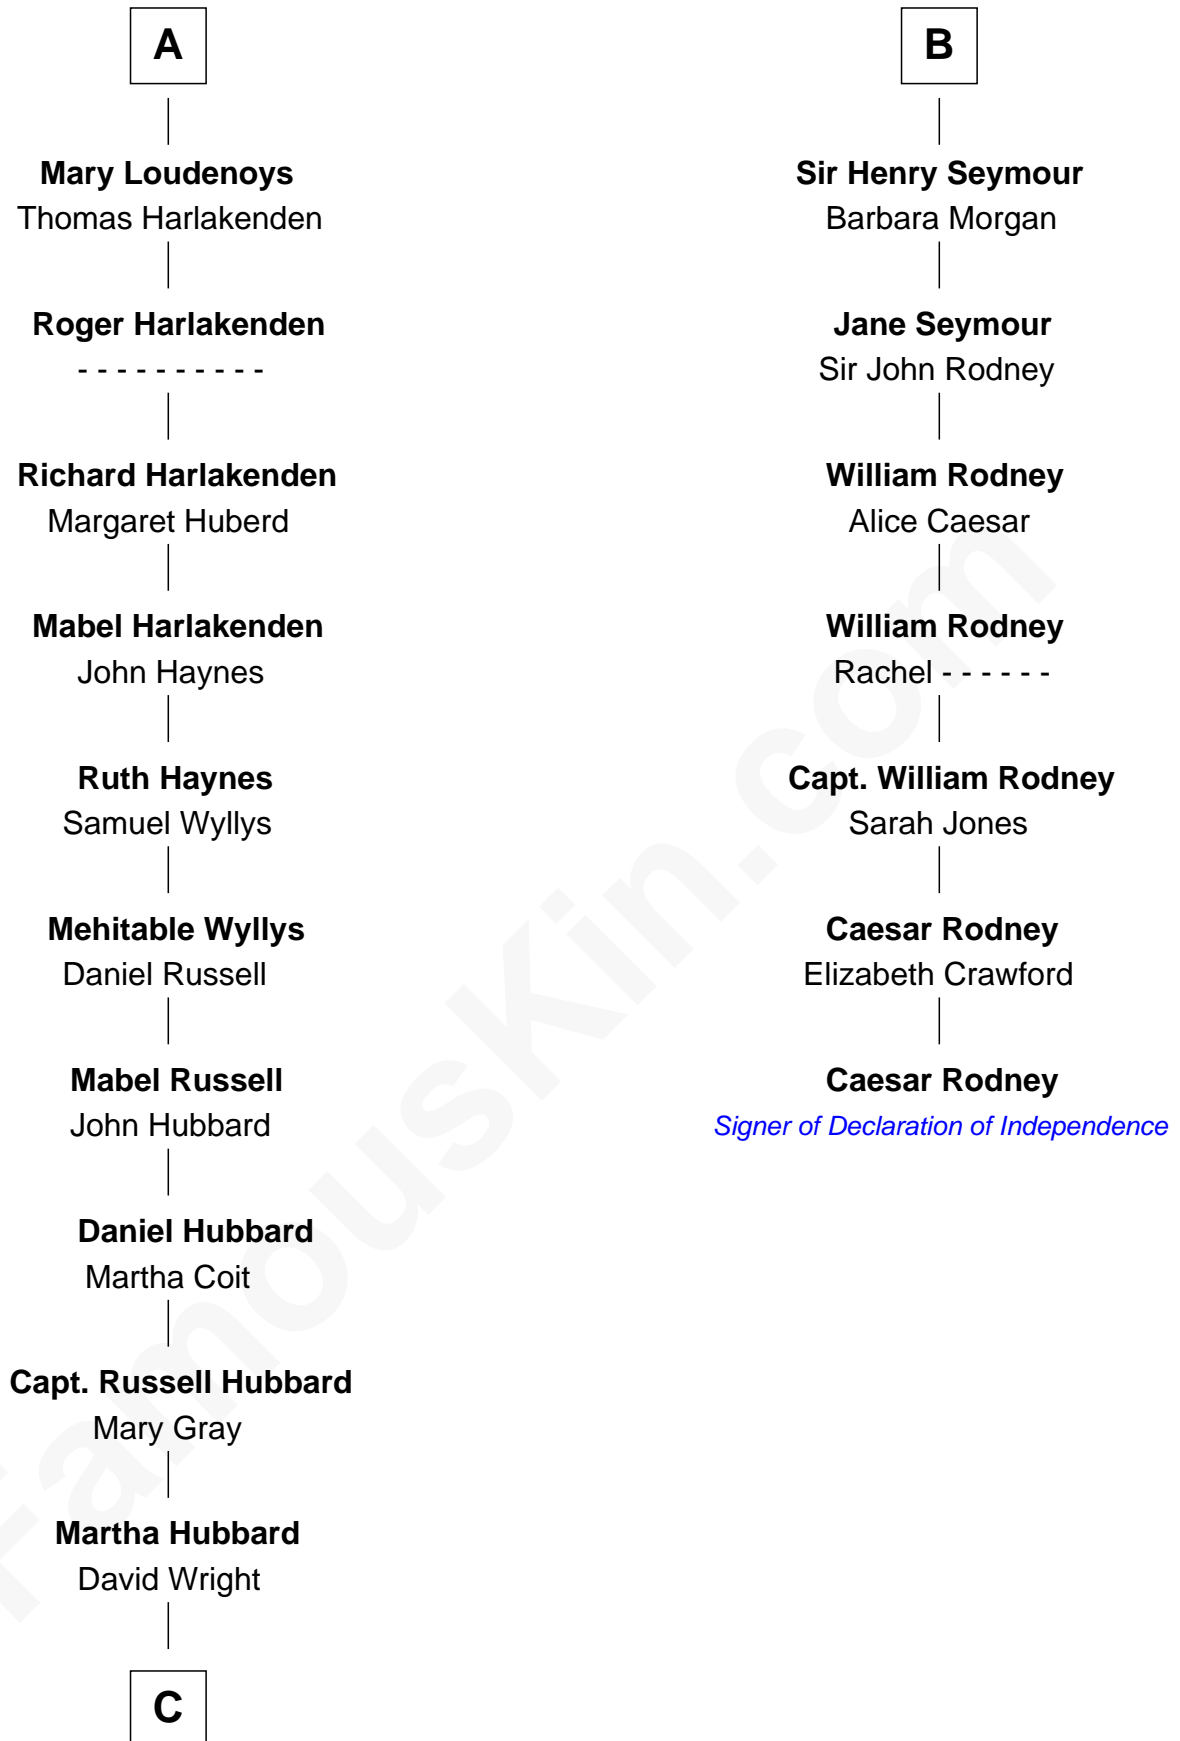 A
Mary Loudenoys
Thomas Harlakenden
Roger Harlakenden
- - - - - - - - - -
Richard Harlakenden
Margaret Huberd
Mabel Harlakenden
John Haynes
Ruth Haynes
Samuel Wyllys
Mehitable Wyllys
Daniel Russell
Mabel Russell
John Hubbard
Daniel Hubbard
Martha Coit
Capt. Russell Hubbard
Mary Gray
Martha Hubbard
David Wright
C
B
Sir Henry Seymour
Barbara Morgan
Jane Seymour
Sir John Rodney
William Rodney
Alice Caesar
William Rodney
Rachel - - - - - -
Capt. William Rodney
Sarah Jones
Caesar Rodney
Elizabeth Crawford
Caesar Rodney
Signer of Declaration of Independence
FamousKin.com